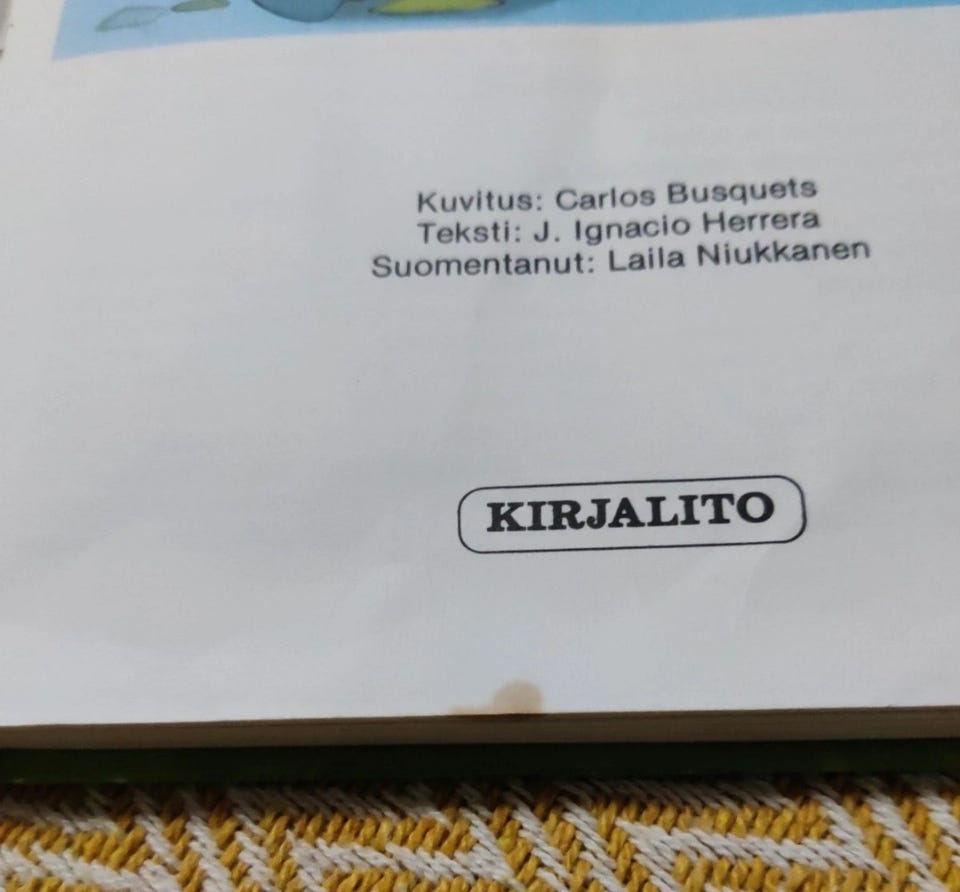 Kuvitus: Carlos Busquets
Teksti: J. Ignacio Herrera
Suomentanut: Laila Niukkanen
KIRJALITO